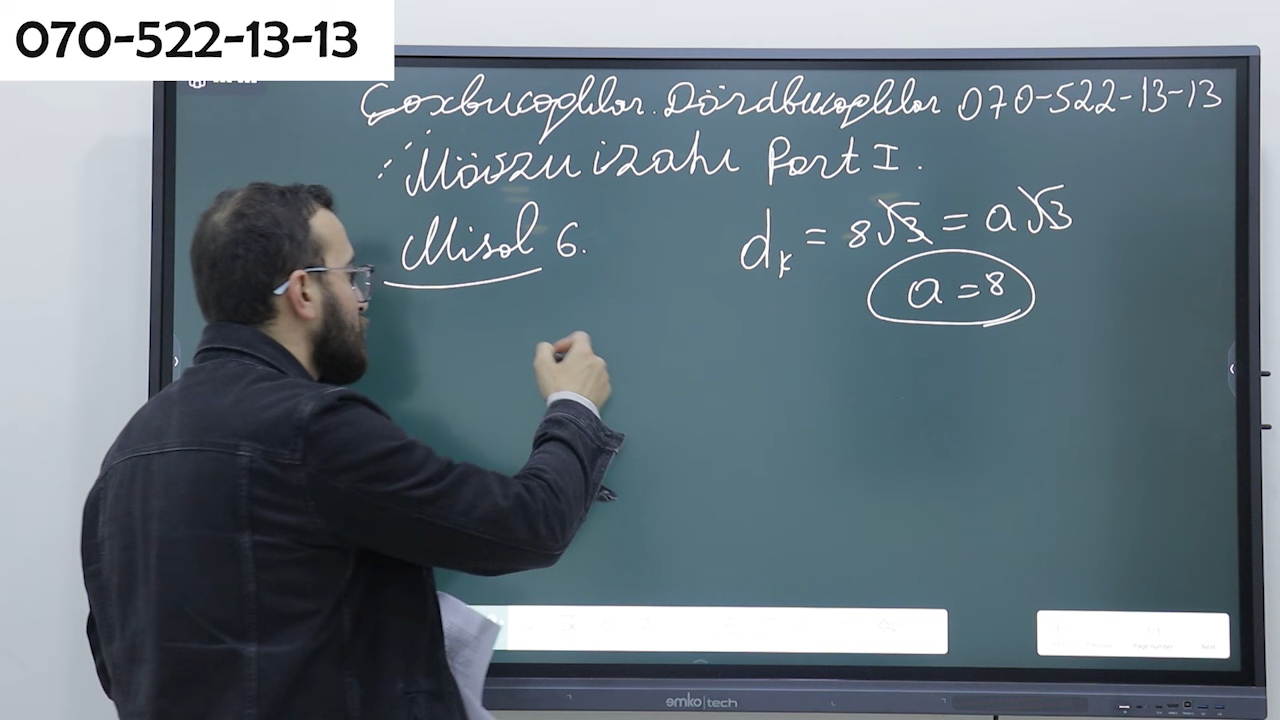 070-522-13-13
Çoxbucaqlılar. Dördbucaqlılar 070-522-13-13
Mövzu izahı Part I.
Misal 6.
dₖ = 8√3 = a√3
a = 8
emko|tech